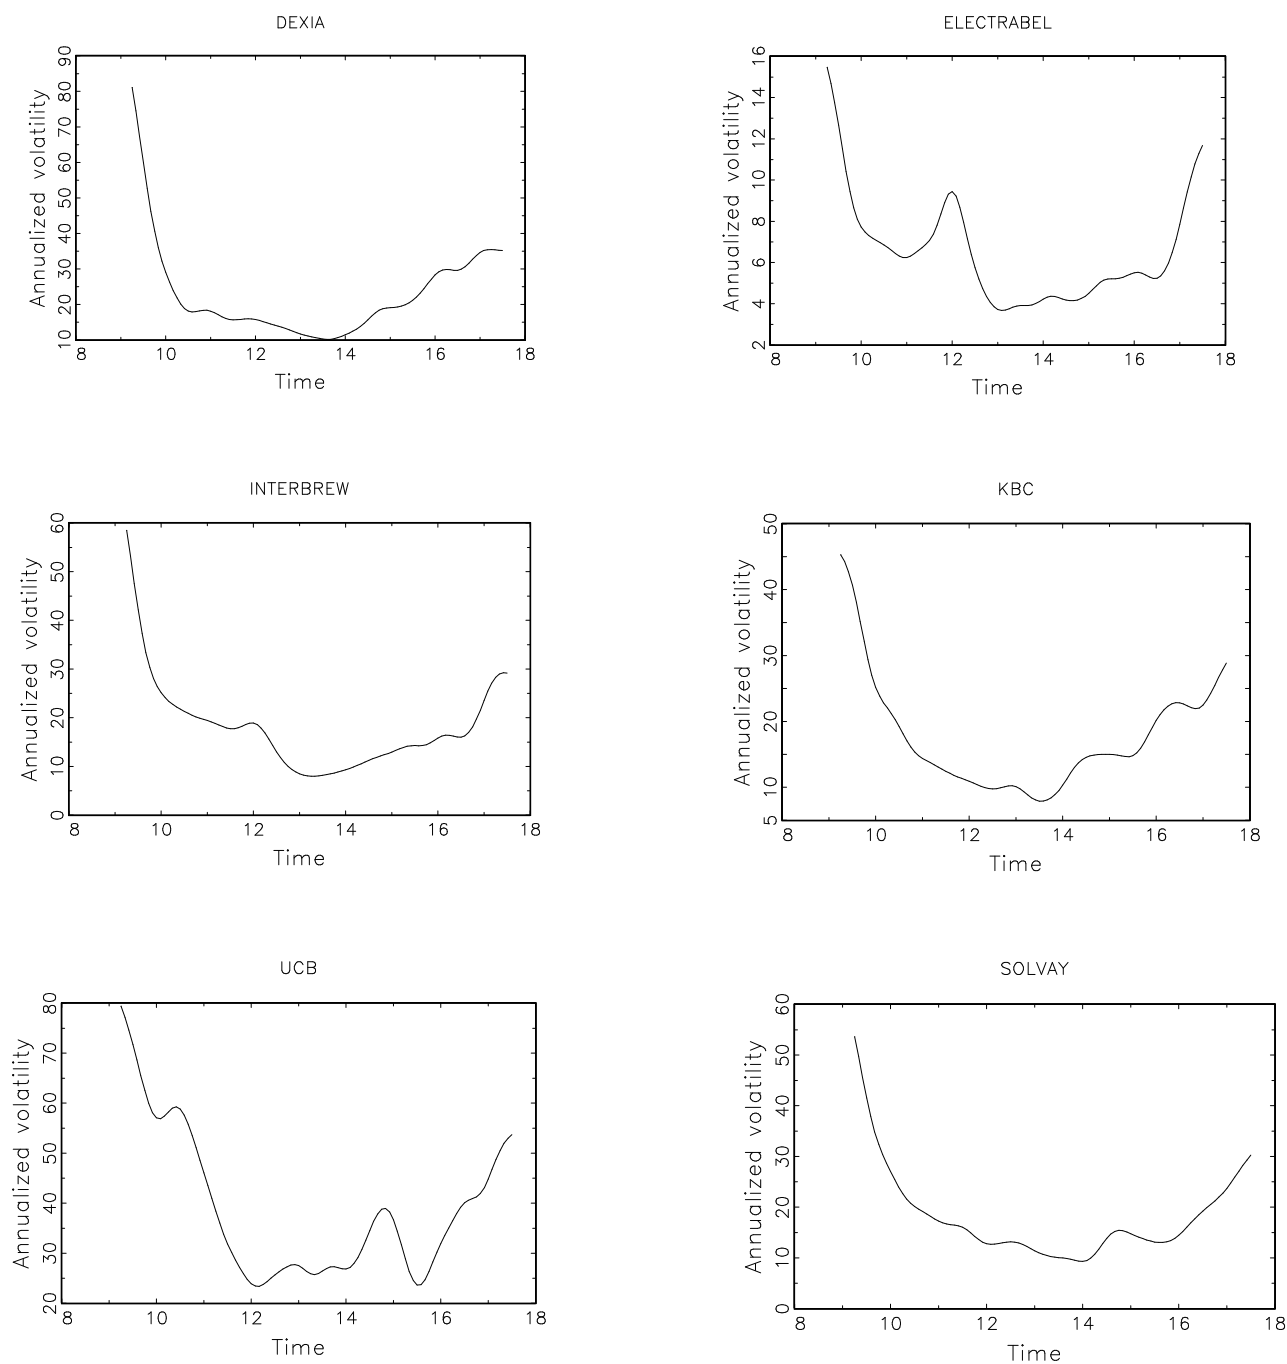 DEXIA
Annualized volatility
10 20 30 40 50 60 70 80 90
8 10 12 14 16 18
Time
ELECTRABEL
Annualized volatility
2 4 6 8 10 12 14 16
8 10 12 14 16 18
Time
INTERBREW
Annualized volatility
0 10 20 30 40 50 60
8 10 12 14 16 18
Time
KBC
Annualized volatility
5 10 20 30 40 50
8 10 12 14 16 18
Time
UCB
Annualized volatility
20 30 40 50 60 70 80
8 10 12 14 16 18
Time
SOLVAY
Annualized volatility
0 10 20 30 40 50 60
8 10 12 14 16 18
Time